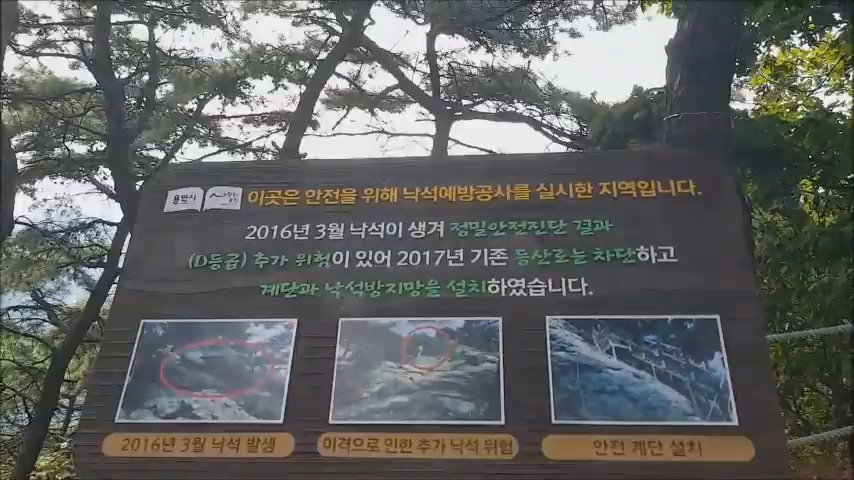 용인시
이곳은 안전을 위해 낙석예방공사를 실시한 지역입니다.
2016년 3월 낙석이 생겨 정밀안전진단 결과
(D등급) 추가 위험이 있어 2017년 기존 등산로는 차단하고
계단과 낙석방지망을 설치하였습니다.
2016년 3월 낙석 발생
이격으로 인한 추가 낙석 위험
안전 계단 설치